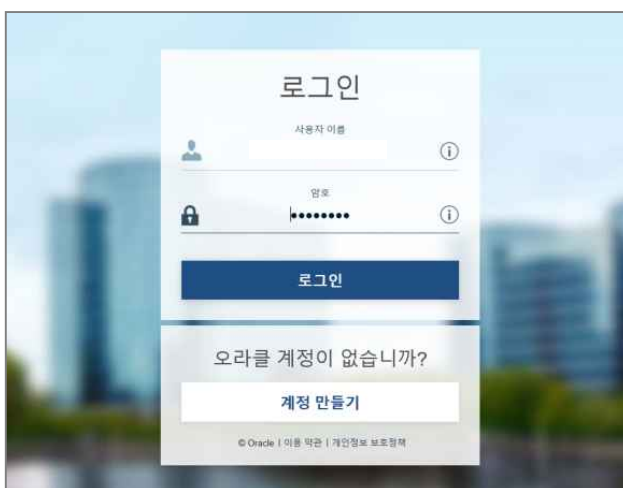 로그인
사용자 이름
암호
••••••••
로그인
오라클 계정이 없습니까?
계정 만들기
© Oracle | 이용 약관 | 개인정보 보호정책